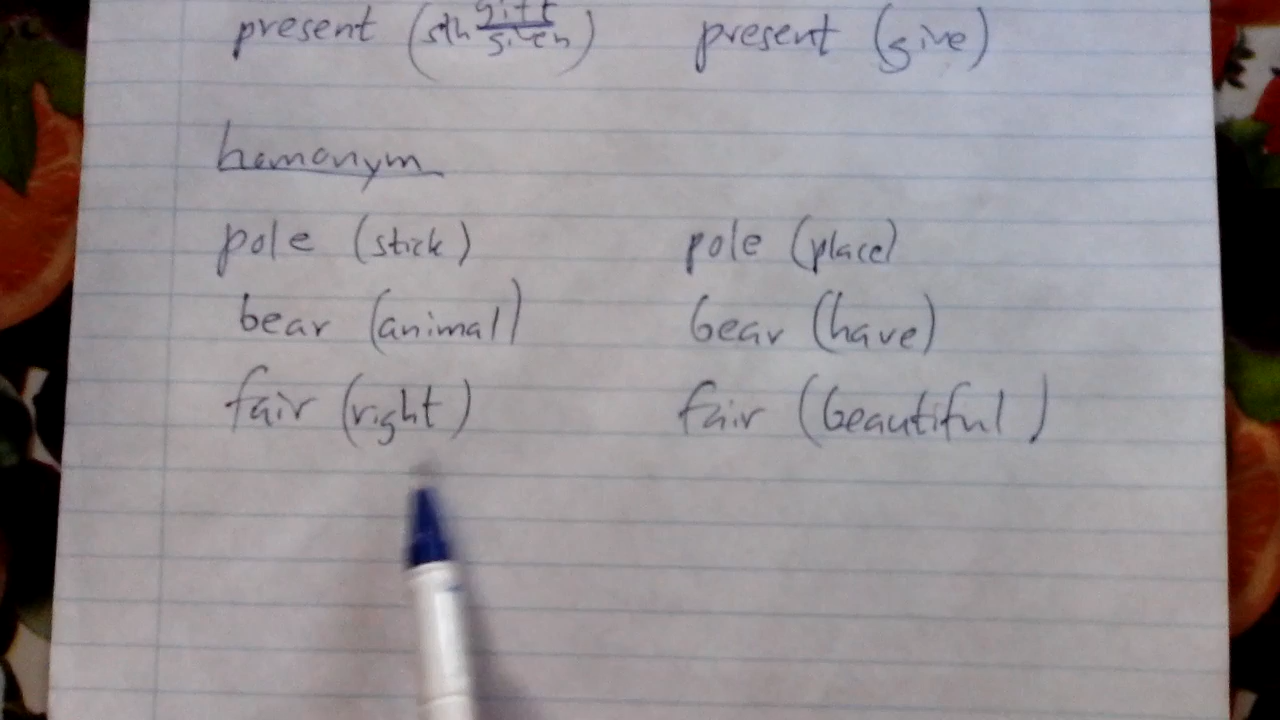 present (sth gift given) present (give)
homonym
pole (stick) pole (place)
bear (animal) bear (have)
fair (right) fair (beautiful)